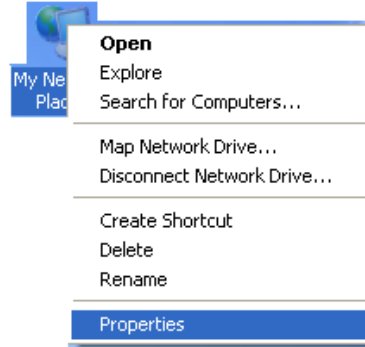 My Ne
Plac
Open
Explore
Search for Computers...
Map Network Drive...
Disconnect Network Drive...
Create Shortcut
Delete
Rename
Properties